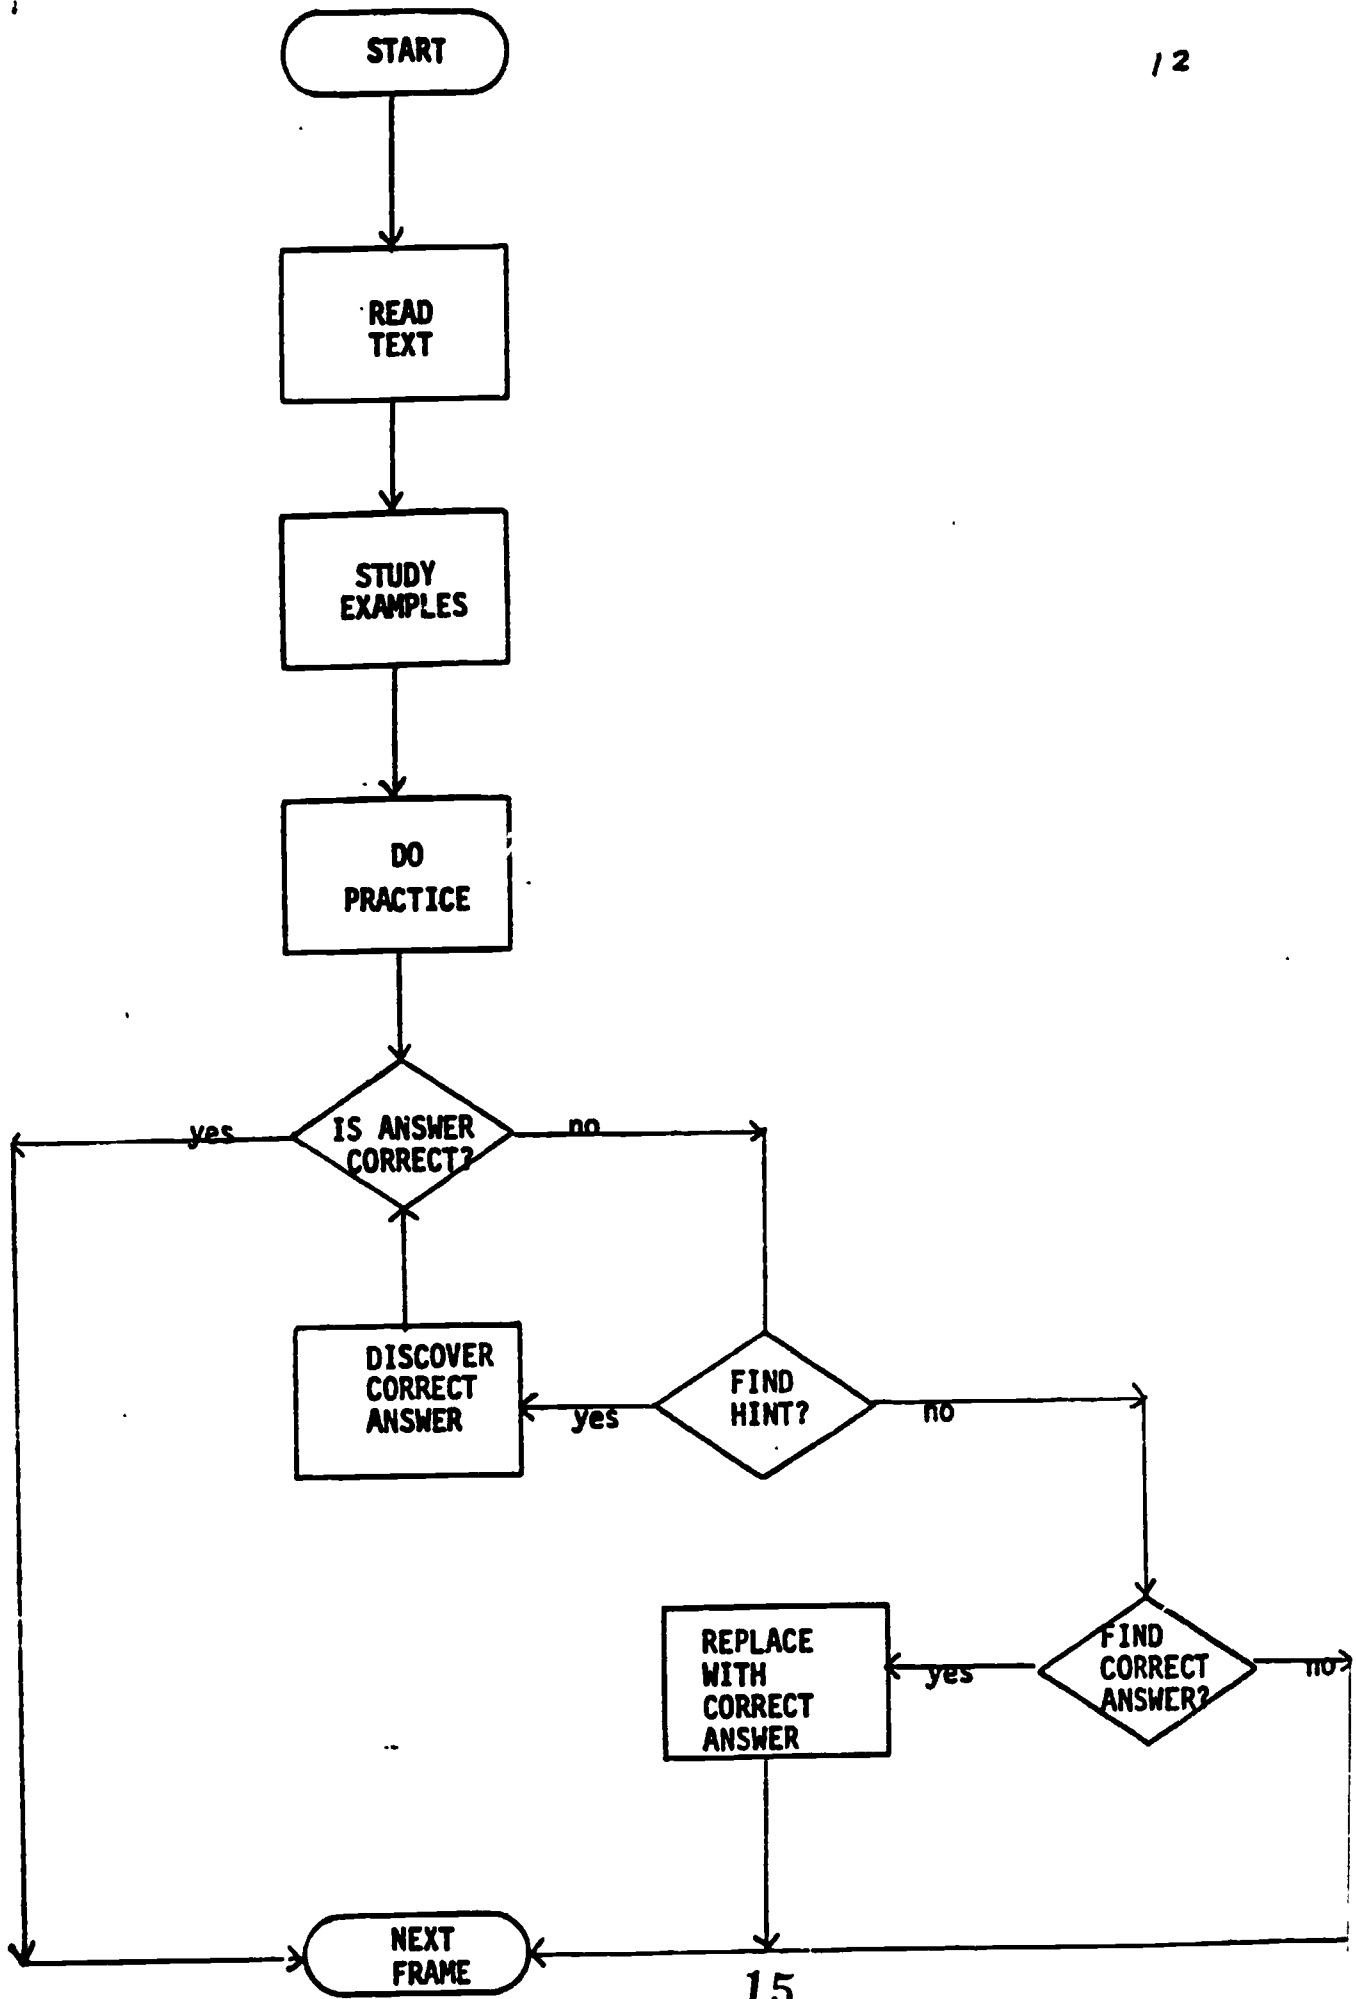 START
12
READ
TEXT
STUDY
EXAMPLES
DO
PRACTICE
yes
IS ANSWER
CORRECT?
no
DISCOVER
CORRECT
ANSWER
yes
FIND
HINT?
no
REPLACE
WITH
CORRECT
ANSWER
yes
FIND
CORRECT
ANSWER?
no
NEXT
FRAME
15